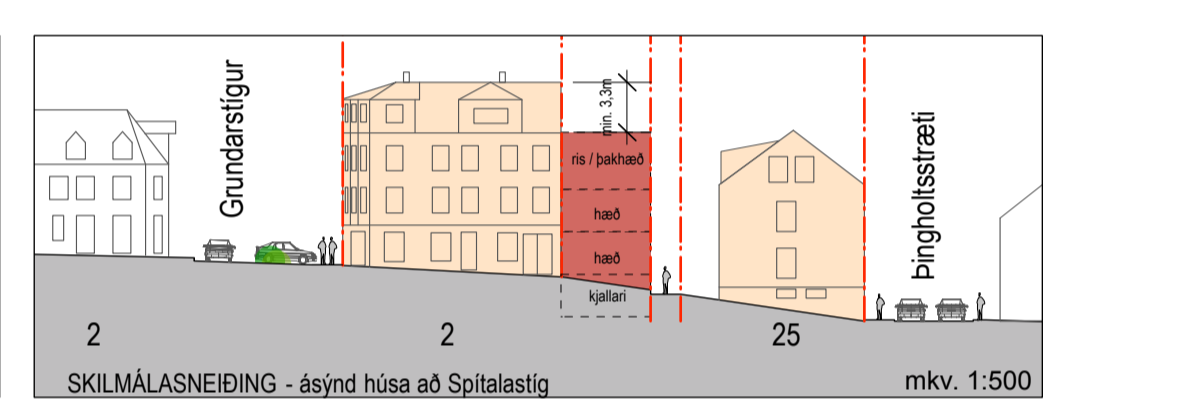 Grundarstígur
min. 3,3m
ris / þakhæð
hæð
hæð
kjallari
Þingholtsstræti
2
2
25
SKILMÁLASNEIÐING - ásýnd húsa að Spítalastíg
mkv. 1:500